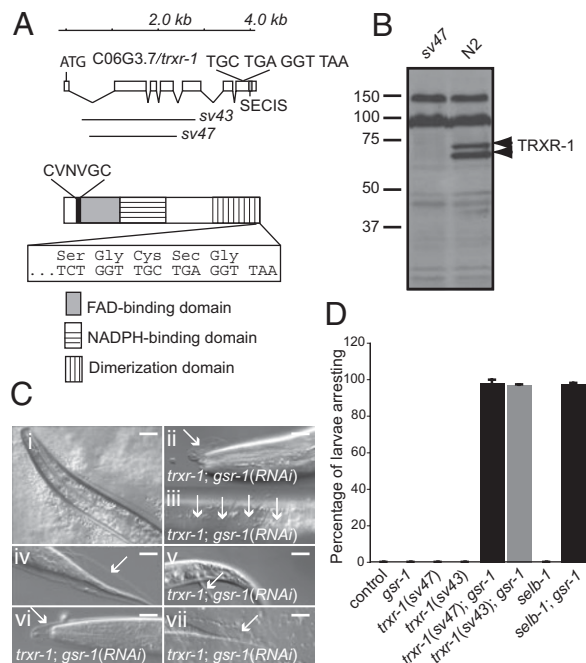 A
2.0 kb 4.0 kb
ATG C06G3.7/trxr-1 TGC TGA GGT TAA
SECIS
sv43
sv47
CVNVGC
Ser Gly Cys Sec Gly
...TCT GGT TGC TGA GGT TAA
FAD-binding domain
NADPH-binding domain
Dimerization domain
B
sv47 N2
150
100
75
50
37
TRXR-1
C
i
ii
trxr-1; gsr-1(RNAi)
iii
trxr-1; gsr-1(RNAi)
iv
v
trxr-1; gsr-1(RNAi)
vi
trxr-1; gsr-1(RNAi)
vii
trxr-1; gsr-1(RNAi)
D
Percentage of larvae arresting
120
100
80
60
40
20
0
control
gsr-1
trxr-1(sv47)
trxr-1(sv43)
trxr-1(sv47); gsr-1
trxr-1(sv43); gsr-1
selb-1
selb-1; gsr-1